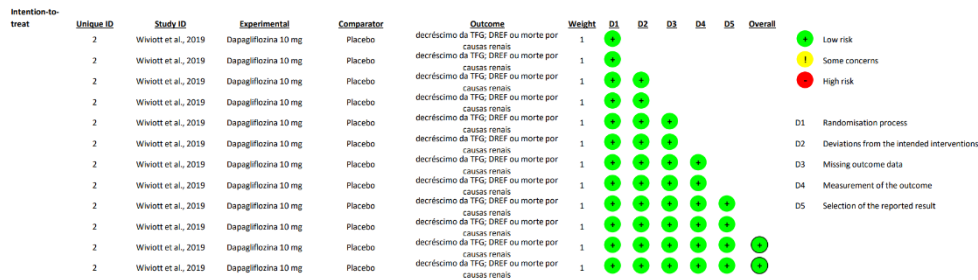 Intention-to-
treat
Unique ID Study ID Experimental Comparator Outcome Weight D1 D2 D3 D4 D5 Overall
2 Wiviott et al., 2019 Dapagliflozina 10 mg Placebo decréscimo da TFG; DREF ou morte por causas renais 1 + + Low risk
2 Wiviott et al., 2019 Dapagliflozina 10 mg Placebo decréscimo da TFG; DREF ou morte por causas renais 1 + ! Some concerns
2 Wiviott et al., 2019 Dapagliflozina 10 mg Placebo decréscimo da TFG; DREF ou morte por causas renais 1 + + - High risk
2 Wiviott et al., 2019 Dapagliflozina 10 mg Placebo decréscimo da TFG; DREF ou morte por causas renais 1 + +
2 Wiviott et al., 2019 Dapagliflozina 10 mg Placebo decréscimo da TFG; DREF ou morte por causas renais 1 + + + D1 Randomisation process
2 Wiviott et al., 2019 Dapagliflozina 10 mg Placebo decréscimo da TFG; DREF ou morte por causas renais 1 + + + D2 Deviations from the intended interventions
2 Wiviott et al., 2019 Dapagliflozina 10 mg Placebo decréscimo da TFG; DREF ou morte por causas renais 1 + + + + D3 Missing outcome data
2 Wiviott et al., 2019 Dapagliflozina 10 mg Placebo decréscimo da TFG; DREF ou morte por causas renais 1 + + + + D4 Measurement of the outcome
2 Wiviott et al., 2019 Dapagliflozina 10 mg Placebo decréscimo da TFG; DREF ou morte por causas renais 1 + + + + + D5 Selection of the reported result
2 Wiviott et al., 2019 Dapagliflozina 10 mg Placebo decréscimo da TFG; DREF ou morte por causas renais 1 + + + + +
2 Wiviott et al., 2019 Dapagliflozina 10 mg Placebo decréscimo da TFG; DREF ou morte por causas renais 1 + + + + + +
2 Wiviott et al., 2019 Dapagliflozina 10 mg Placebo decréscimo da TFG; DREF ou morte por causas renais 1 + + + + + +